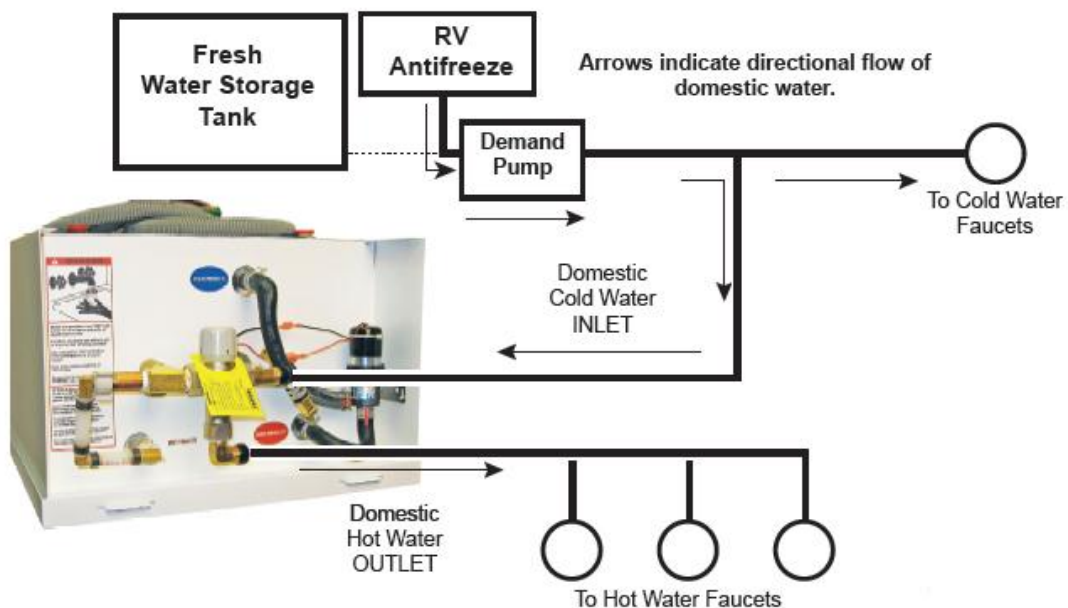 Fresh
Water Storage
Tank
RV
Antifreeze
Arrows indicate directional flow of
domestic water.
Demand
Pump
To Cold Water
Faucets
Domestic
Cold Water
INLET
Domestic
Hot Water
OUTLET
To Hot Water Faucets